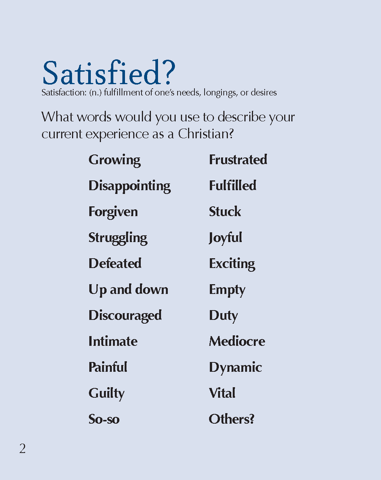 Satisfied?
Satisfaction: (n.) fulfillment of one's needs, longings, or desires
What words would you use to describe your
current experience as a Christian?
Growing
Disappointing
Forgiven
Struggling
Defeated
Up and down
Discouraged
Intimate
Painful
Guilty
So-so
Frustrated
Fulfilled
Stuck
Joyful
Exciting
Empty
Duty
Mediocre
Dynamic
Vital
Others?
2